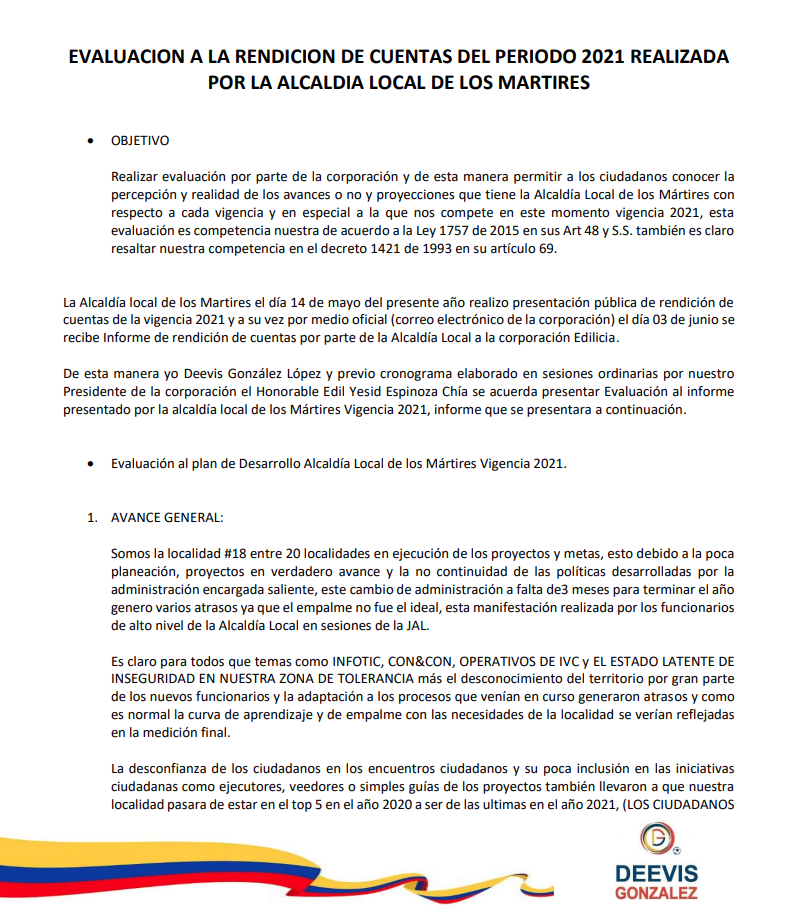 EVALUACION A LA RENDICION DE CUENTAS DEL PERIODO 2021 REALIZADA
POR LA ALCALDIA LOCAL DE LOS MARTIRES
• OBJETIVO
Realizar evaluación por parte de la corporación y de esta manera permitir a los ciudadanos conocer la
percepción y realidad de los avances o no y proyecciones que tiene la Alcaldía Local de los Mártires con
respecto a cada vigencia y en especial a la que nos compete en este momento vigencia 2021, esta
evaluación es competencia nuestra de acuerdo a la Ley 1757 de 2015 en sus Art 48 y S.S. también es claro
resaltar nuestra competencia en el decreto 1421 de 1993 en su artículo 69.
La Alcaldía local de los Martires el día 14 de mayo del presente año realizo presentación pública de rendición de
cuentas de la vigencia 2021 y a su vez por medio oficial (correo electrónico de la corporación) el día 03 de junio se
recibe Informe de rendición de cuentas por parte de la Alcaldía Local a la corporación Edilicia.
De esta manera yo Deevis González López y previo cronograma elaborado en sesiones ordinarias por nuestro
Presidente de la corporación el Honorable Edil Yesid Espinoza Chía se acuerda presentar Evaluación al informe
presentado por la alcaldía local de los Mártires Vigencia 2021, informe que se presentara a continuación.
• Evaluación al plan de Desarrollo Alcaldía Local de los Mártires Vigencia 2021.
1. AVANCE GENERAL:
Somos la localidad #18 entre 20 localidades en ejecución de los proyectos y metas, esto debido a la poca
planeación, proyectos en verdadero avance y la no continuidad de las políticas desarrolladas por la
administración encargada saliente, este cambio de administración a falta de3 meses para terminar el año
genero varios atrasos ya que el empalme no fue el ideal, esta manifestación realizada por los funcionarios
de alto nivel de la Alcaldía Local en sesiones de la JAL.
Es claro para todos que temas como INFOTIC, CON&CON, OPERATIVOS DE IVC y EL ESTADO LATENTE DE
INSEGURIDAD EN NUESTRA ZONA DE TOLERANCIA más el desconocimiento del territorio por gran parte
de los nuevos funcionarios y la adaptación a los procesos que venían en curso generaron atrasos y como
es normal la curva de aprendizaje y de empalme con las necesidades de la localidad se verían reflejadas
en la medición final.
La desconfianza de los ciudadanos en los encuentros ciudadanos y su poca inclusión en las iniciativas
ciudadanas como ejecutores, veedores o simples guías de los proyectos también llevaron a que nuestra
localidad pasara de estar en el top 5 en el año 2020 a ser de las ultimas en el año 2021, (LOS CIUDADANOS
DEEVIS
GONZALEZ